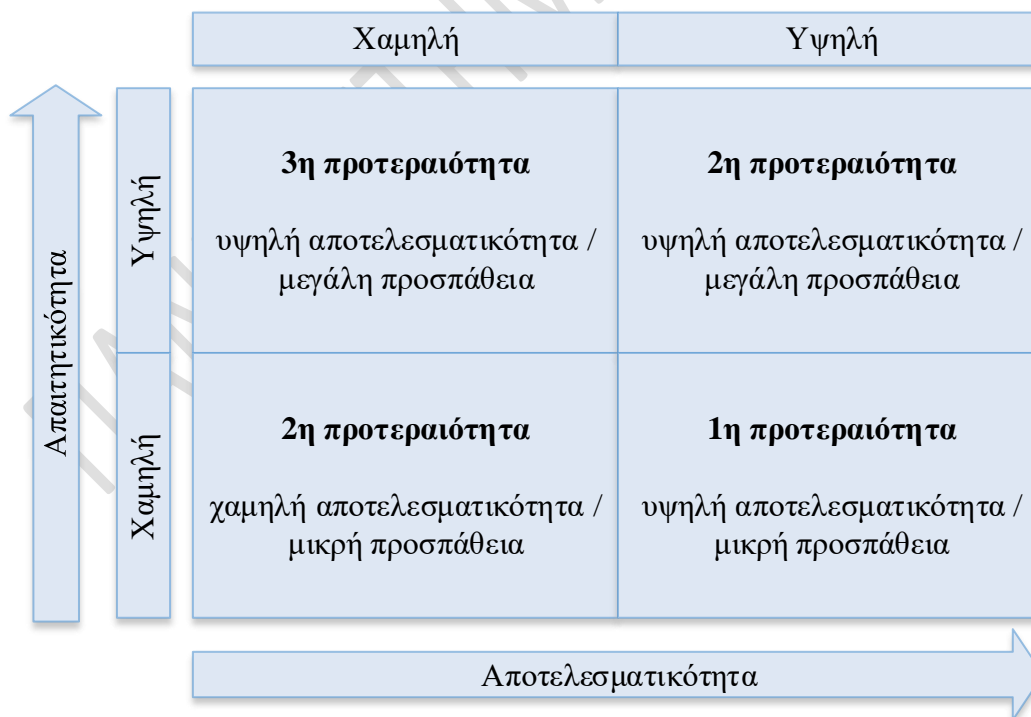 Χαμηλή
Υψηλή
Απαιτητικότητα
Υψηλή
3η προτεραιότητα
υψηλή αποτελεσματικότητα /
μεγάλη προσπάθεια
2η προτεραιότητα
υψηλή αποτελεσματικότητα /
μεγάλη προσπάθεια
Χαμηλή
2η προτεραιότητα
χαμηλή αποτελεσματικότητα /
μικρή προσπάθεια
1η προτεραιότητα
υψηλή αποτελεσματικότητα /
μικρή προσπάθεια
Αποτελεσματικότητα